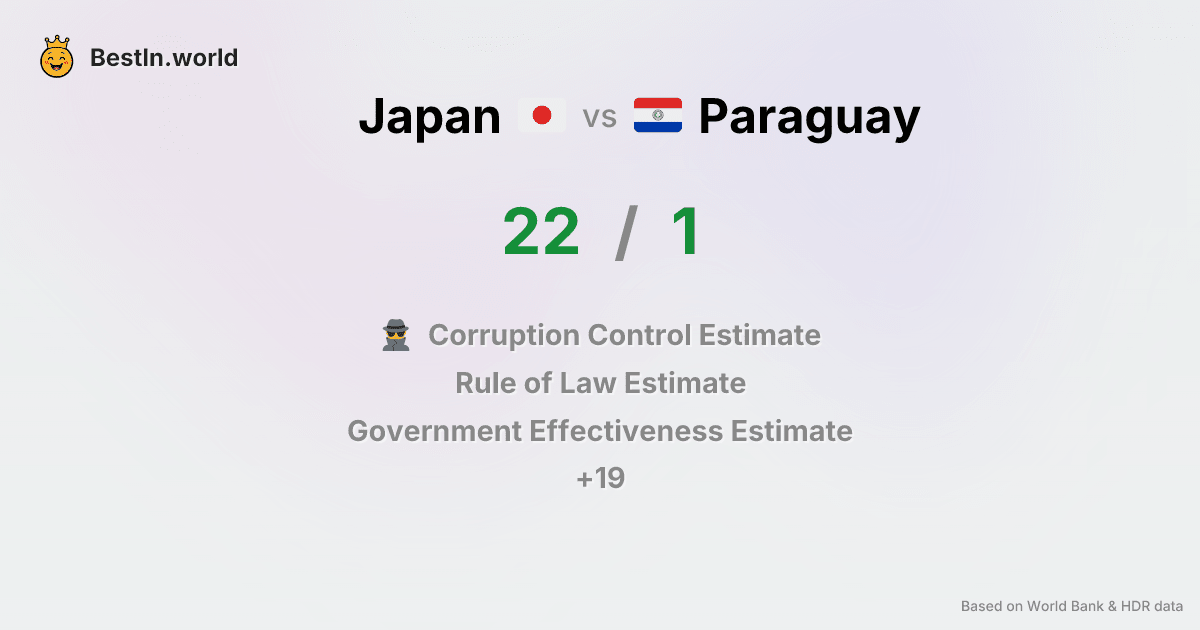 BestIn.world
Japan vs Paraguay
22 / 1
Corruption Control Estimate
Rule of Law Estimate
Government Effectiveness Estimate
+19
Based on World Bank & HDR data